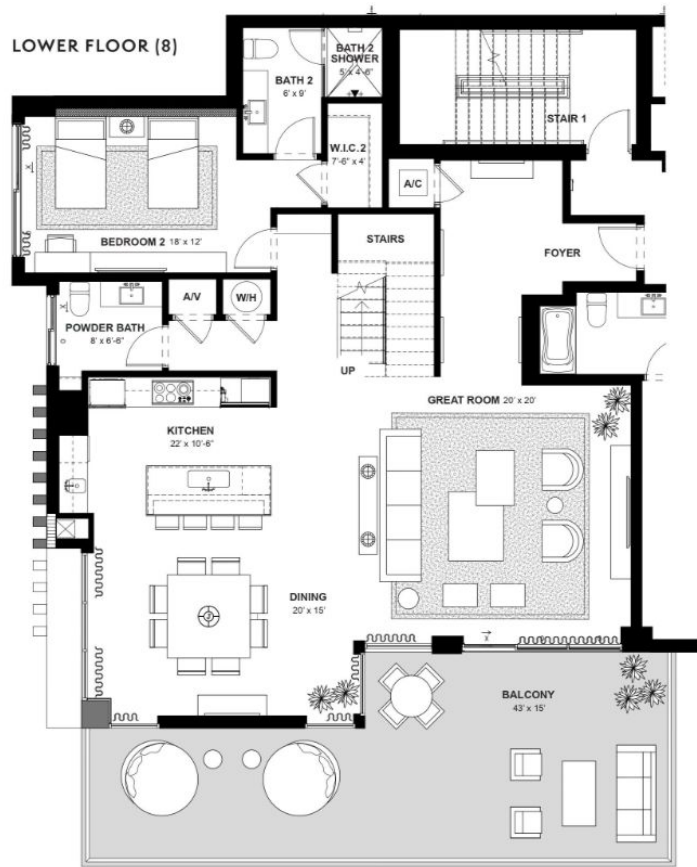 LOWER FLOOR (8)
BATH 2
SHOWER
5' x 4'-6"
BATH 2
6' x 9'
STAIR 1
W.I.C. 2
7'-6" x 4'
A/C
BEDROOM 2 18' x 12'
STAIRS
FOYER
A/V
W/H
POWDER BATH
8' x 6'-6"
UP
GREAT ROOM 20' x 20'
KITCHEN
22' x 10'-6"
DINING
20' x 15'
BALCONY
43' x 15'